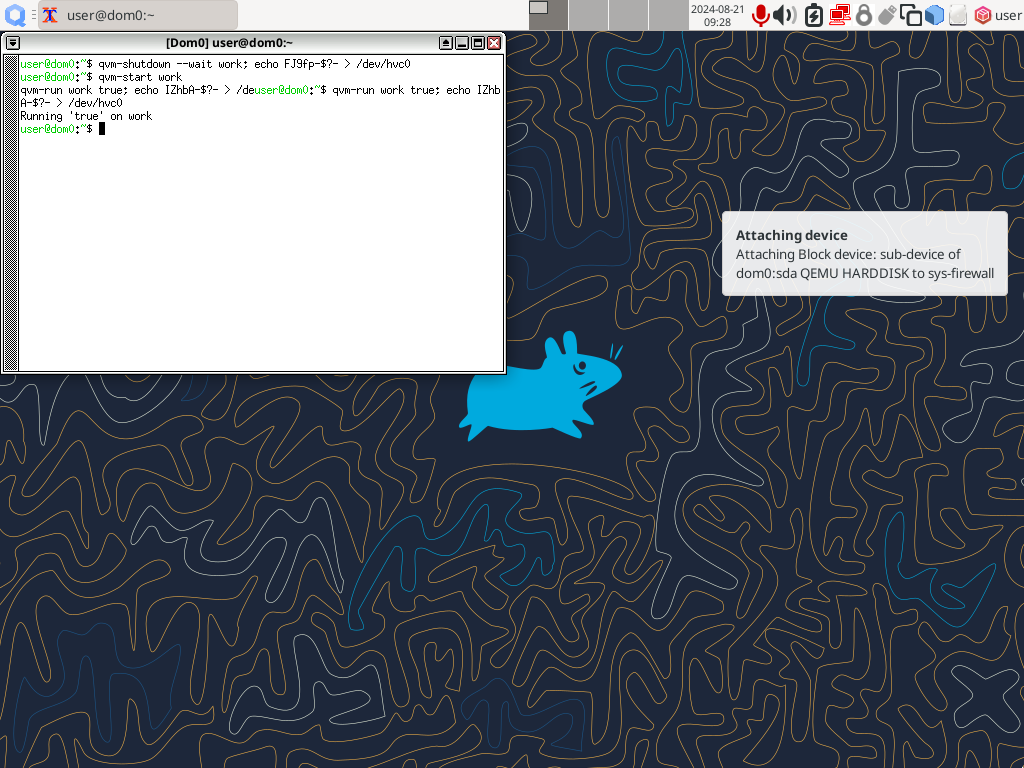 user@dom0:~
2024-08-21
09:28
user
[Dom0] user@dom0:~
user@dom0:~$ qvm-shutdown --wait work; echo FJ9fp-$?- > /dev/hvc0
user@dom0:~$ qvm-start work
qvm-run work true; echo IZhbA-$?- > /deuser@dom0:~$ qvm-run work true; echo IZhb
A-$?- > /dev/hvc0
Running 'true' on work
user@dom0:~$
Attaching device
Attaching Block device: sub-device of
dom0:sda QEMU HARDDISK to sys-firewall